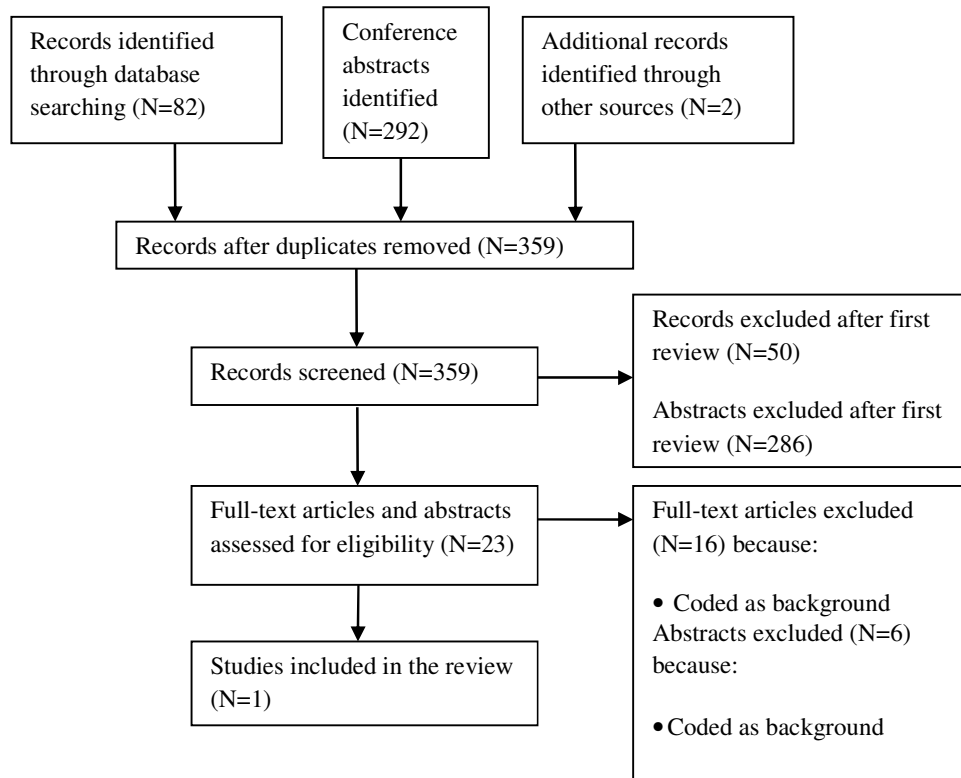 Records identified
through database
searching (N=82)
Conference
abstracts
identified
(N=292)
Additional records
identified through
other sources (N=2)
Records after duplicates removed (N=359)
Records screened (N=359)
Records excluded after first
review (N=50)
Abstracts excluded after first
review (N=286)
Full-text articles and abstracts
assessed for eligibility (N=23)
Full-text articles excluded
(N=16) because:
• Coded as background
Abstracts excluded (N=6)
because:
• Coded as background
Studies included in the review
(N=1)